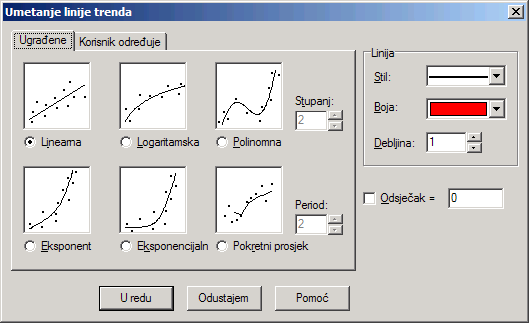 Umetanje linije trenda
Ugrađene
Korisnik određuje
Lineama
Logaritamska
Polinomna
Stupanj:
2
Eksponent
Eksponencijaln
Pokretni prosjek
Period:
2
Linija
Stil:
Boja:
Debljina:
1
Odsječak =
0
U redu
Odustajem
Pomoć